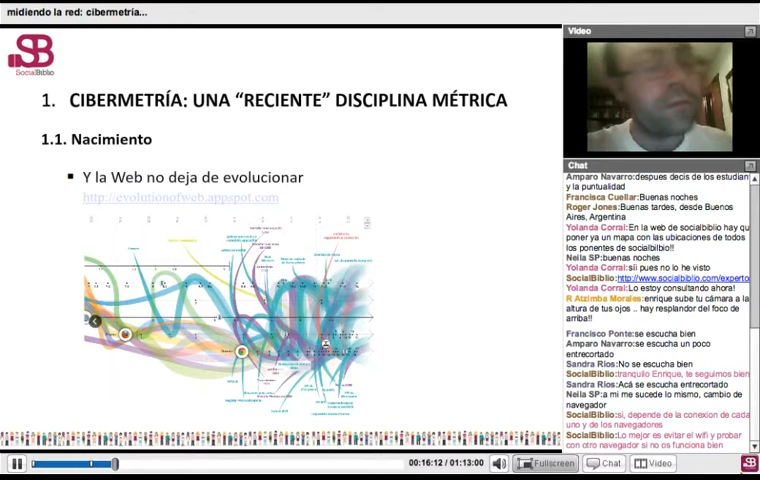 midiendo la red: cibermetría...
SB
SocialBiblio
1. CIBERMETRÍA: UNA “RECIENTE” DISCIPLINA MÉTRICA
1.1. Nacimiento
▪ Y la Web no deja de evolucionar
http://evolutionofweb.appspot.com
Video
Chat
Amparo Navarro:despues decis de los estudian
y la puntualidad
Francisca Cuellar:Buenas noches
Roger Jones:Buenas tardes, desde Buenos
Aires, Argentina
Yolanda Corral:En la web de socialbiblio hay qu
poner ya un mapa con las ubicaciones de todos
los ponentes de socialbiblio!!
Neila SP:buenas noches
Yolanda Corral:síi pues no lo he visto
SocialBiblio:http://www.socialbiblio.com/experto
Yolanda Corral:Lo estoy consultando ahora!
R Atzimba Morales:enrique sube tu cámara a la
altura de tus ojos .. hay resplandor del foco de
arriba!!
Francisco Ponte:se escucha bien
Amparo Navarro:se escucha un poco
entrecortado
Sandra Rios:No se escucha bien
SocialBiblio:tranquilo Enrique, te seguimos bien
Sandra Rios:Acá se escucha entrecortado
Neila SP:a mi me sucede lo mismo, cambio de
navegador
SocialBiblio:si, depende de la conexion de cada
uno y de los navegadores
SocialBiblio:Lo mejor es evitar el wifi y probar
con otro navegador si no os funciona bien
00:16:12 / 01:13:00
Fullscreen
Chat
Video
SB